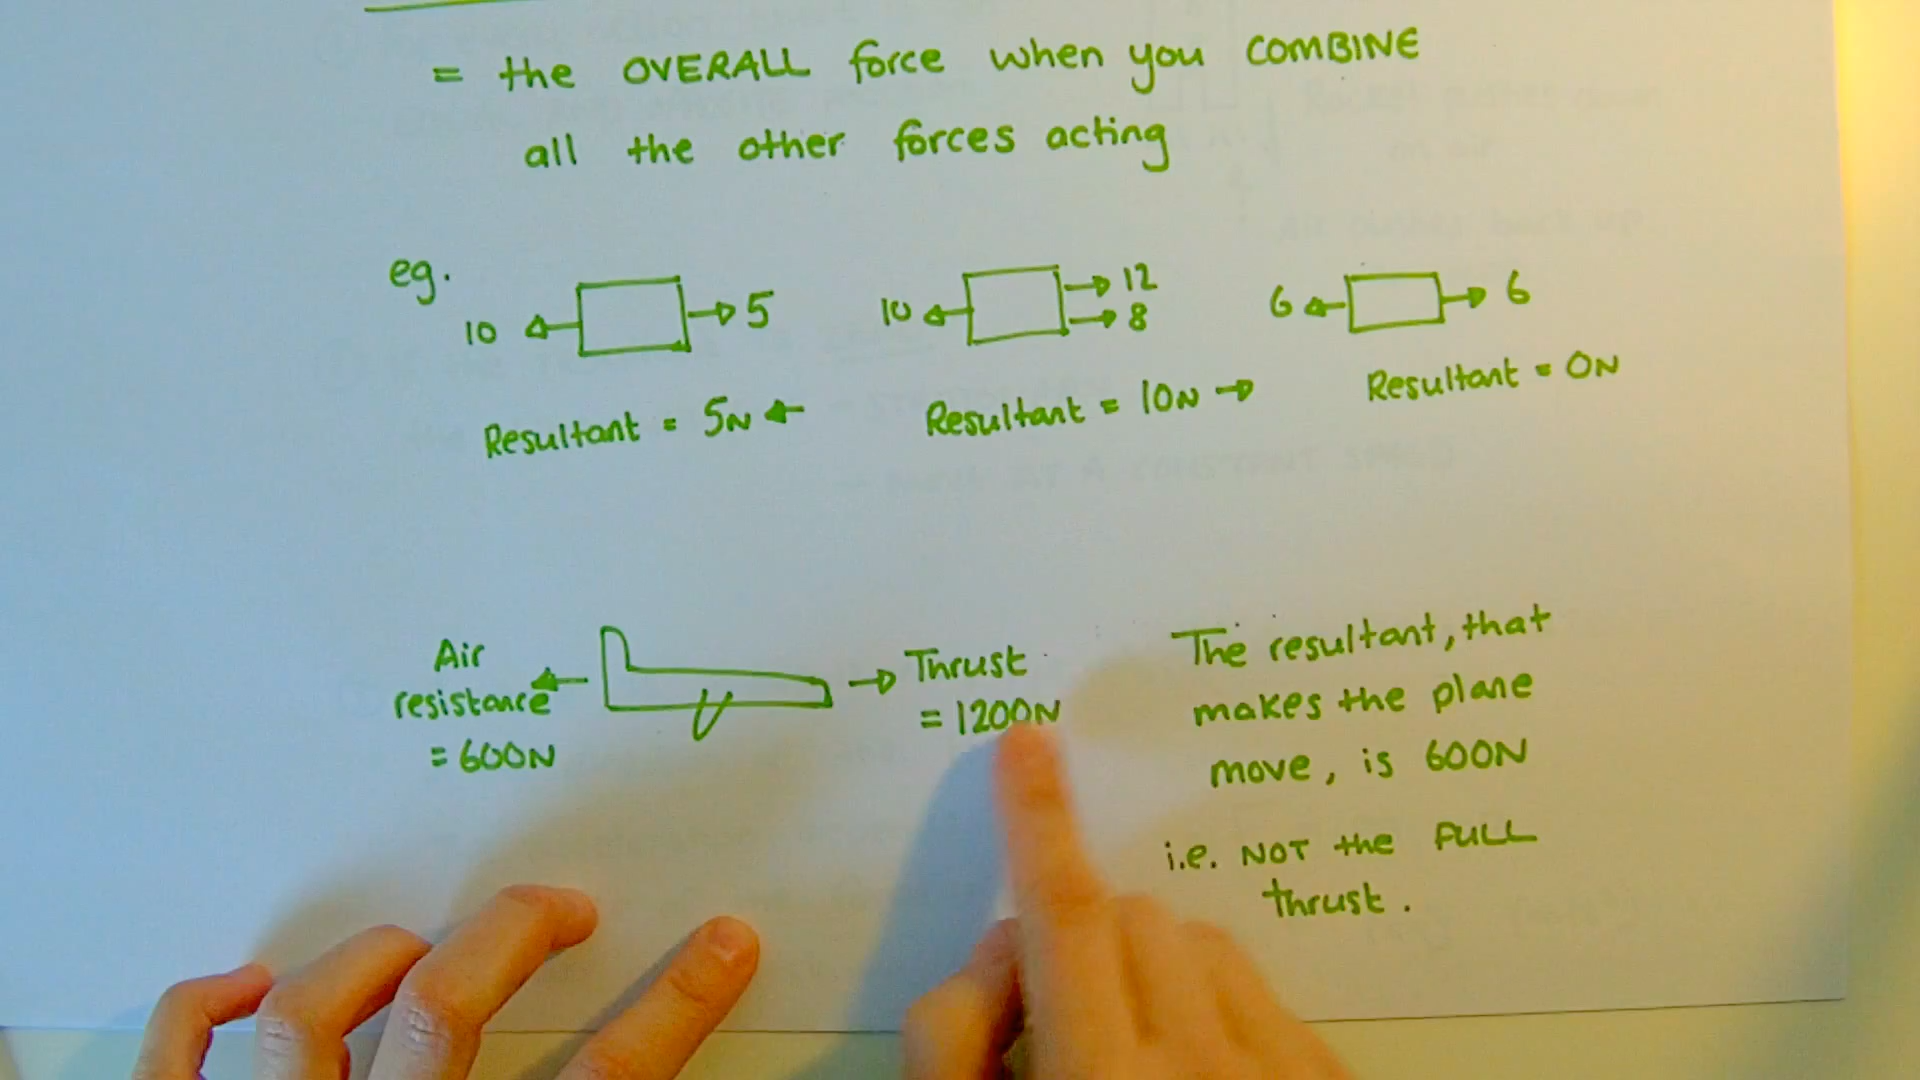 = the OVERALL force when you COMBINE
all the other forces acting
eg.
10 5
10 12
8
6 6
Resultant = 5N ←
Resultant = 10N →
Resultant = 0N
Air
resistance
= 600N
Thrust
= 1200N
The resultant, that
makes the plane
move, is 600N
i.e. NOT the FULL
thrust.